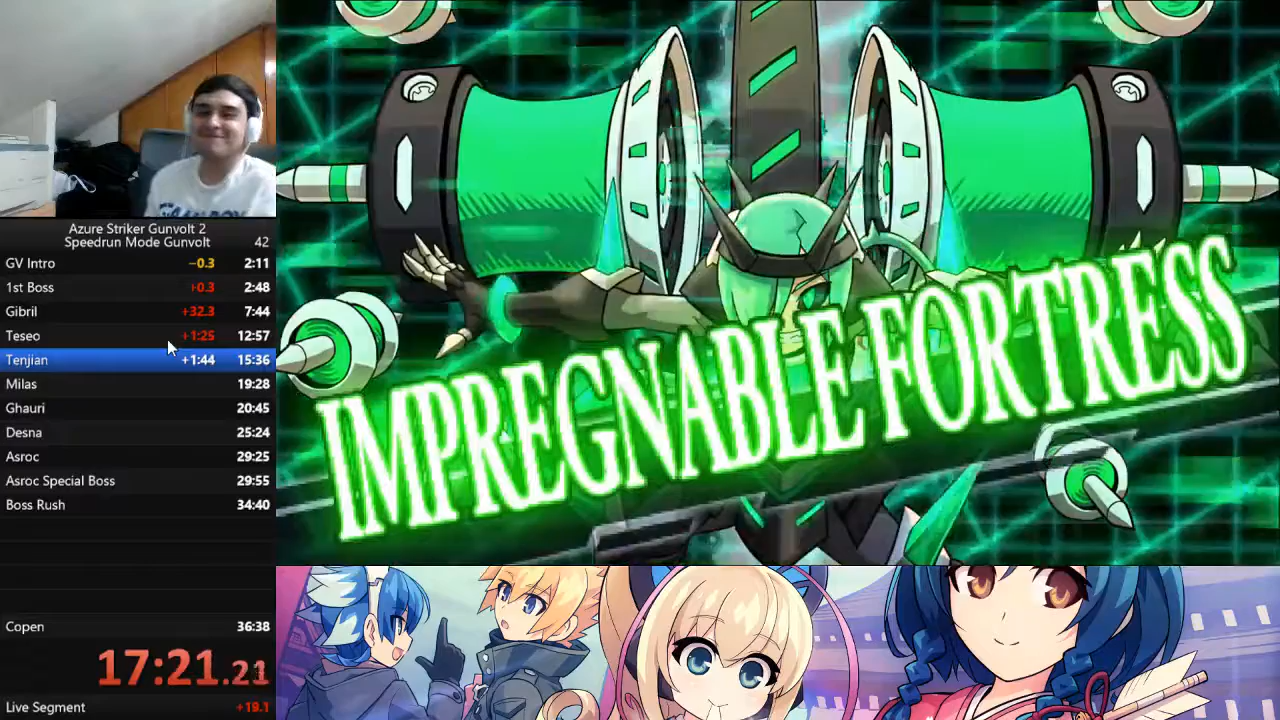 Azure Striker Gunvolt 2
Speedrun Mode Gunvolt 42
GV Intro −0.3 2:11
1st Boss +0.3 2:48
Gibril +32.3 7:44
Teseo +1:25 12:57
Tenjian +1:44 15:36
Milas 19:28
Ghauri 20:45
Desna 25:24
Asroc 29:25
Asroc Special Boss 29:55
Boss Rush 34:40
Copen 36:38
17:21.21
Live Segment +19.1
IMPREGNABLE FORTRESS